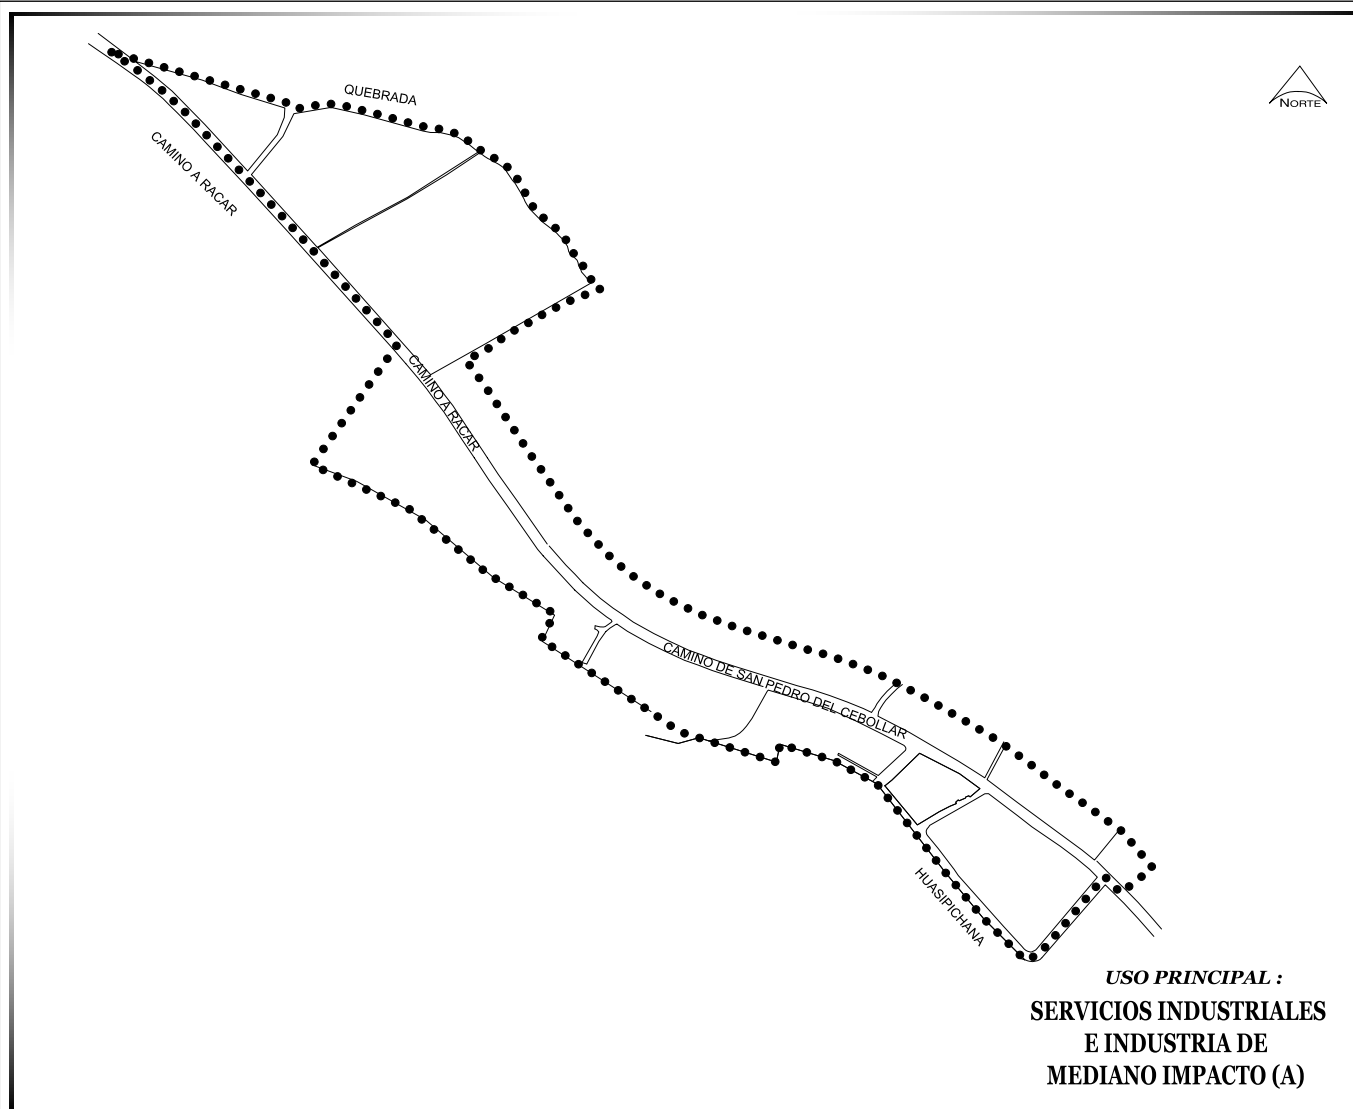 QUEBRADA
NORTE
CAMINO A RACAR
CAMINO A RACAR
CAMINO DE SAN PEDRO DEL CEBOLLAR
HUASIPICHANA
USO PRINCIPAL :
SERVICIOS INDUSTRIALES
E INDUSTRIA DE
MEDIANO IMPACTO (A)